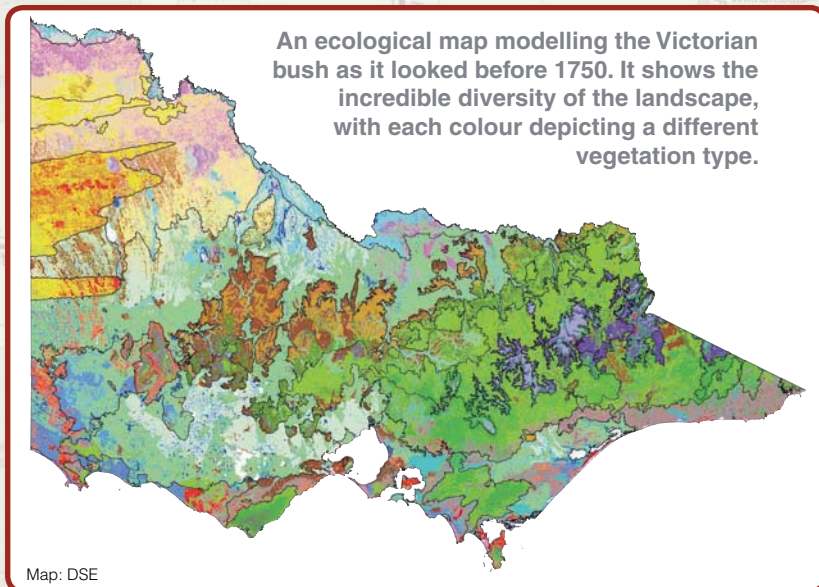 An ecological map modelling the Victorian
bush as it looked before 1750. It shows the
incredible diversity of the landscape,
with each colour depicting a different
vegetation type.
Map: DSE